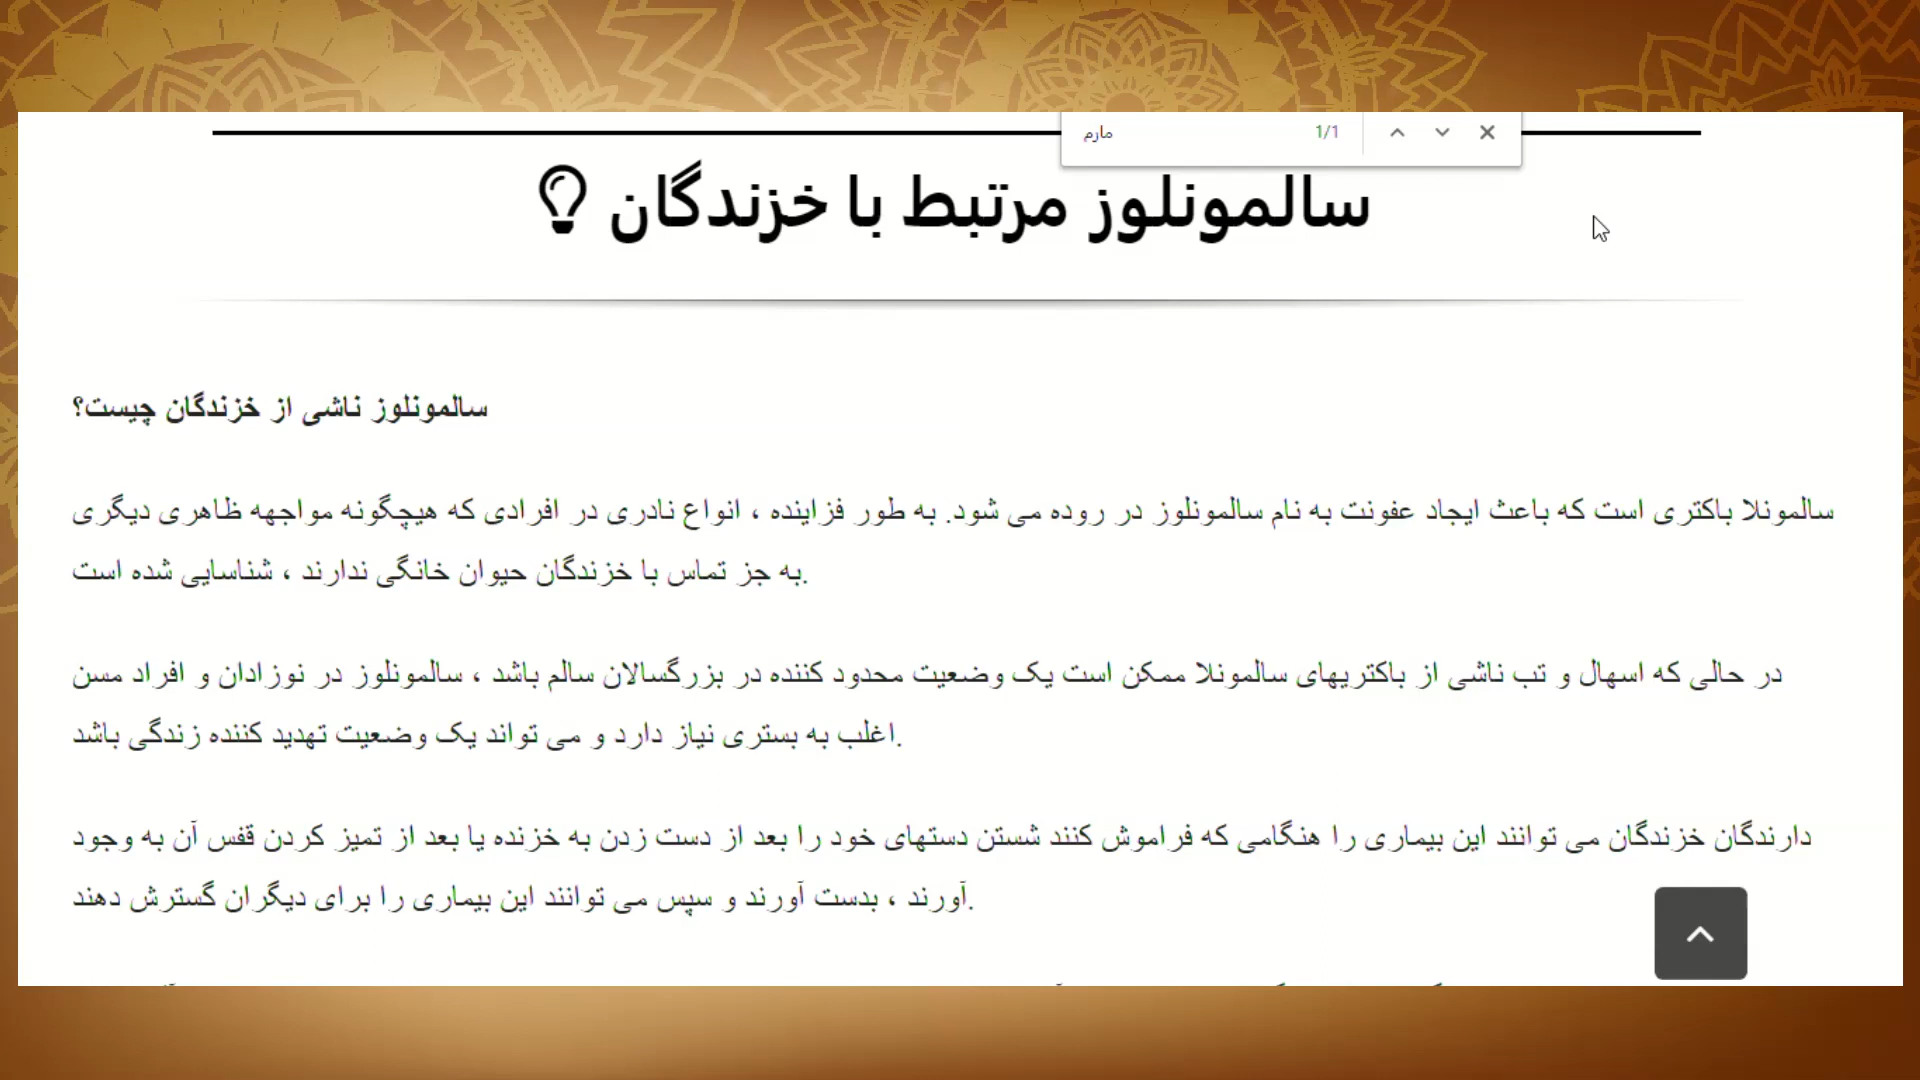 مارم 1/1
سالمونلوز مرتبط با خزندگان
سالمونلوز ناشی از خزندگان چیست؟
سالمونلا باکتری است که باعث ایجاد عفونت به نام سالمونلوز در روده می شود. به طور فزاینده ، انواع نادری در افرادی که هیچگونه مواجهه ظاهری دیگری
به جز تماس با خزندگان حیوان خانگی ندارند ، شناسایی شده است.
در حالی که اسهال و تب ناشی از باکتریهای سالمونلا ممکن است یک وضعیت محدود کننده در بزرگسالان سالم باشد ، سالمونلوز در نوزادان و افراد مسن
اغلب به بستری نیاز دارد و می تواند یک وضعیت تهدید کننده زندگی باشد.
دارندگان خزندگان می توانند این بیماری را هنگامی که فراموش کنند شستن دستهای خود را بعد از دست زدن به خزنده یا بعد از تمیز کردن قفس آن به وجود
آورند ، بدست آورند و سپس می توانند این بیماری را برای دیگران گسترش دهند.